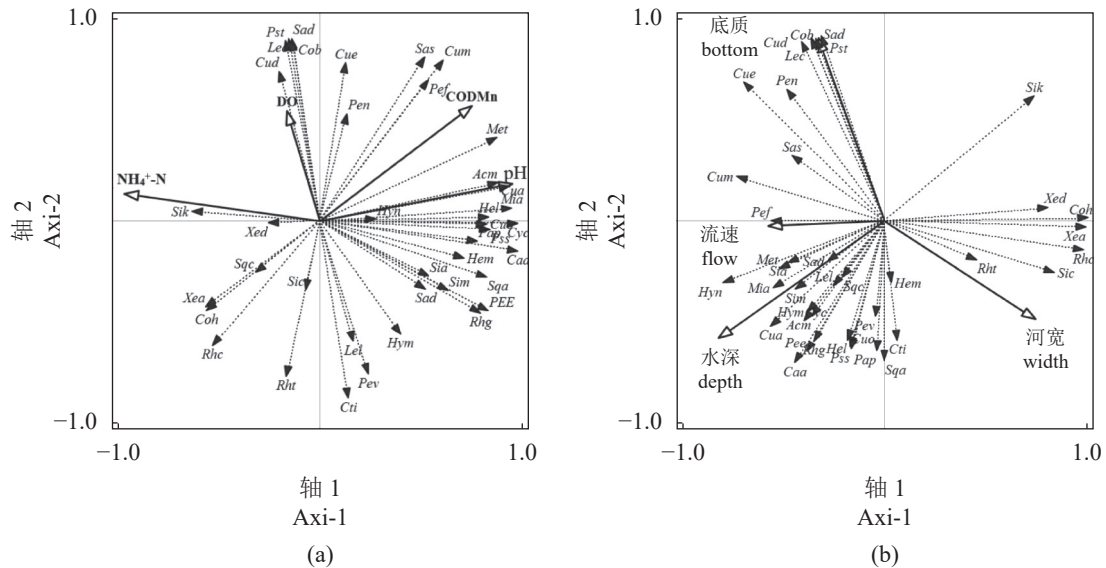 1.0
Pst
Sad
Lec
Cob
Cud
Cue
Sas
Cum
DO
Pen
Pef
CODMn
Met
NH₄⁺-N
Acm
pH
Cua
Mia
Sik
Hyn
Hel
Xed
Pap
Pss
Caa
Sqc
Sia
Hem
Sic
Sim
Sqa
Xea
Coh
Sad
PEE
Rhg
Rhc
Lel
Hym
Rht
Pev
Cti
−1.0
−1.0
1.0
轴 2
Axi-2
轴 1
Axi-1
(a)
1.0
底质
bottom
Cob
Sad
Cud
Lec
Pst
Cue
Pen
Sik
Sas
Cum
Pef
Xed
Coh
Xea
流速
flow
Met
Sia
Sad
Rhc
Rht
Sic
Hyn
Mia
Lel
Sqc
Hem
Sim
Hym
Acm
Cua
Pev
Cuo
Pee
Rhg
Hel
Pss
Pap
Cti
Caa
Sqa
水深
depth
河宽
width
−1.0
−1.0
1.0
轴 2
Axi-2
轴 1
Axi-1
(b)